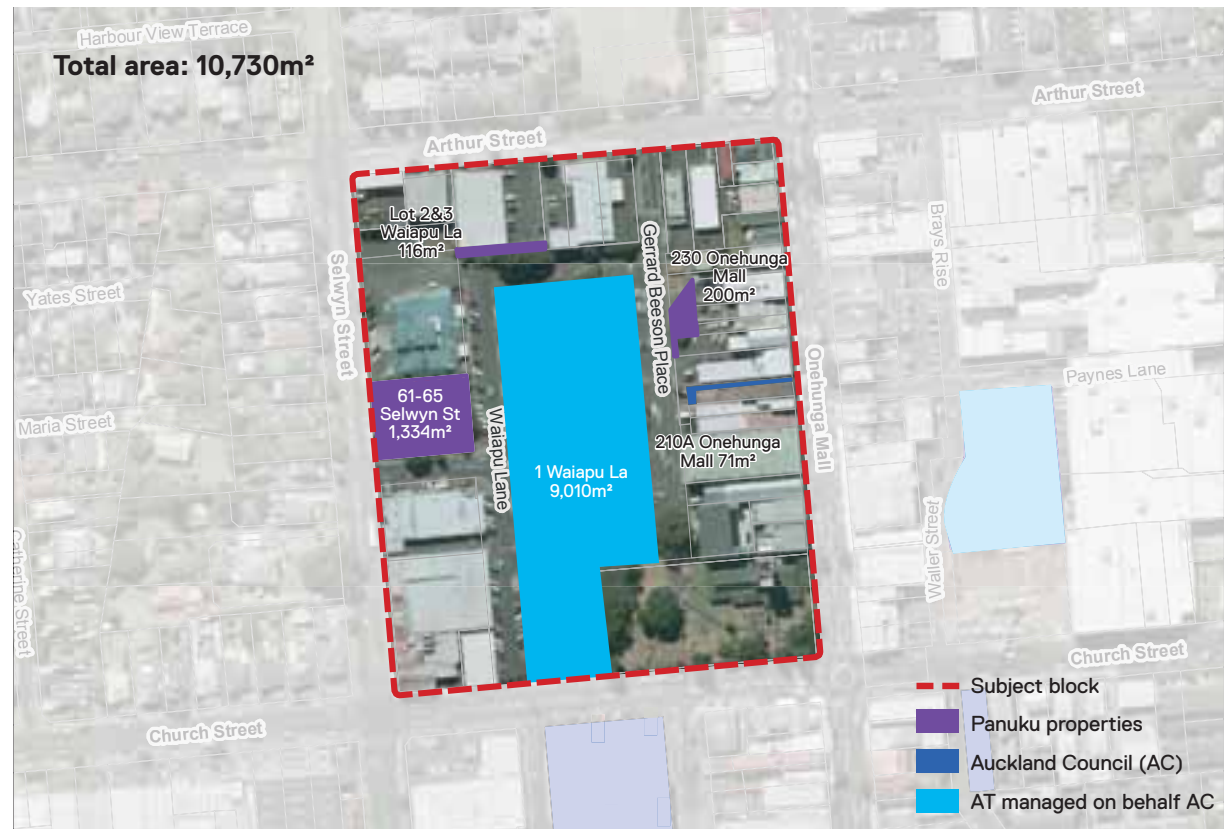 Harbour View Terrace
Total area: 10,730m²
Arthur Street
Arthur Street
Lot 2&3
Waiapu La
116m²
Gerrard Beeson Place
230 Onehunga
Mall
200m²
Brays Rise
Selwyn Street
Yates Street
Onehunga Mall
Paynes Lane
61-65
Selwyn St
1,334m²
Maria Street
Waiapu Lane
210A Onehunga
Mall 71m²
1 Waiapu La
9,010m²
Waller Street
Catherine Street
Church Street
Church Street
Subject block
Panuku properties
Auckland Council (AC)
AT managed on behalf AC